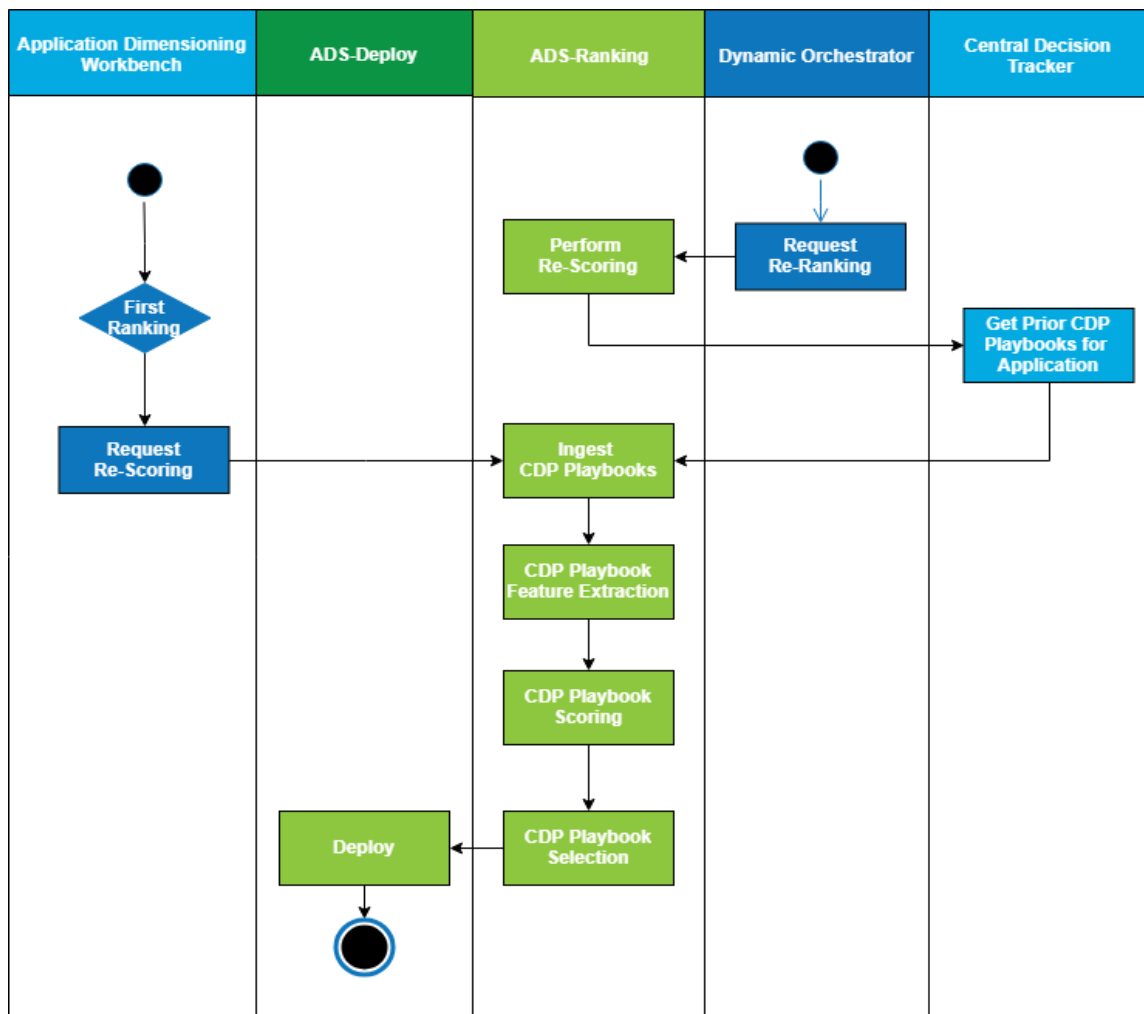 Application Dimensioning
Workbench
ADS-Deploy
ADS-Ranking
Dynamic Orchestrator
Central Decision
Tracker
Perform
Re-Scoring
Request
Re-Ranking
First
Ranking
Get Prior CDP
Playbooks for
Application
Request
Re-Scoring
Ingest
CDP Playbooks
CDP Playbook
Feature Extraction
CDP Playbook
Scoring
Deploy
CDP Playbook
Selection